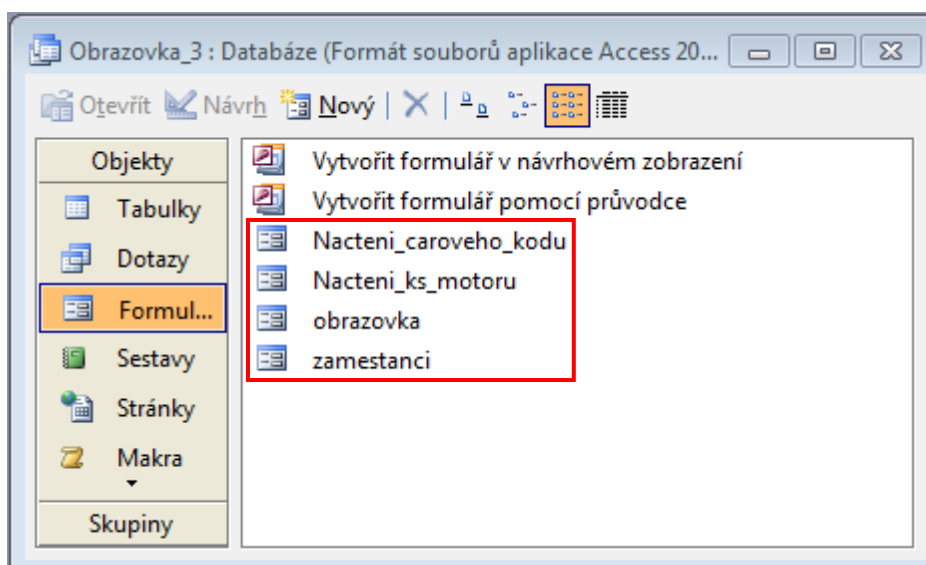 Obrazovka_3 : Databáze (Formát souborů aplikace Access 20...
Otevřít Návrh Nový
Objekty
Tabulky
Dotazy
Formul...
Sestavy
Stránky
Makra
Skupiny
Vytvořit formulář v návrhovém zobrazení
Vytvořit formulář pomocí průvodce
Nacteni_caroveho_kodu
Nacteni_ks_motoru
obrazovka
zamestanci